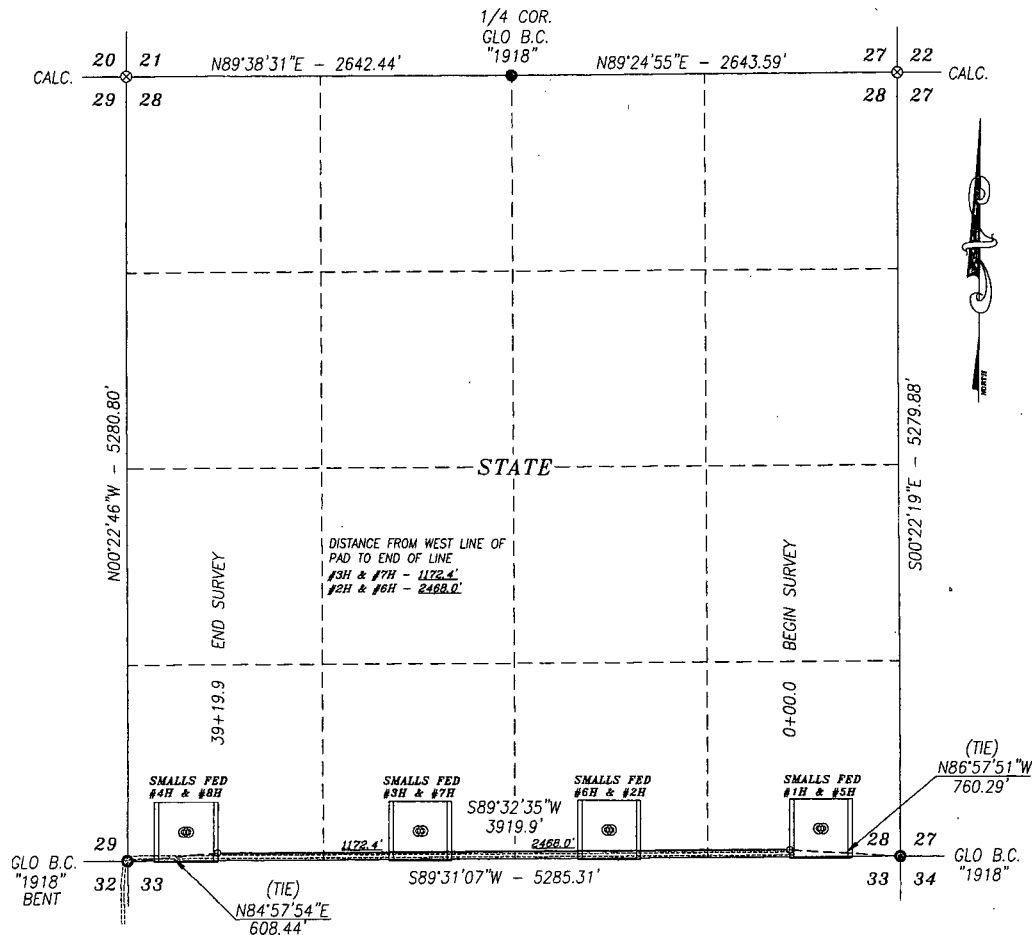 1/4 COR.
GLO B.C.
"1918"
20 21
N89°38'31"E - 2642.44'
N89°24'55"E - 2643.59'
27 22
CALC.
CALC.
29 28
28 27
NORTH
N00°22'46"W - 5280.80'
S00°22'19"E - 5279.88'
STATE
DISTANCE FROM WEST LINE OF
PAD TO END OF LINE
#3H & #7H - 1172.4'
#2H & #6H - 2468.0'
39+19.9 END SURVEY
0+00.0 BEGIN SURVEY
(TIE)
N86°57'51"W
760.29'
SMALLS FED
#4H & #8H
SMALLS FED
#3H & #7H
SMALLS FED
#6H & #2H
SMALLS FED
#1H & #5H
S89°32'35"W
3919.9'
1172.4'
2468.0'
29
28 27
GLO B.C.
"1918"
BENT
32 33
S89°31'07"W - 5285.31'
33 34
GLO B.C.
"1918"
(TIE)
N84°57'54"E
608.44'